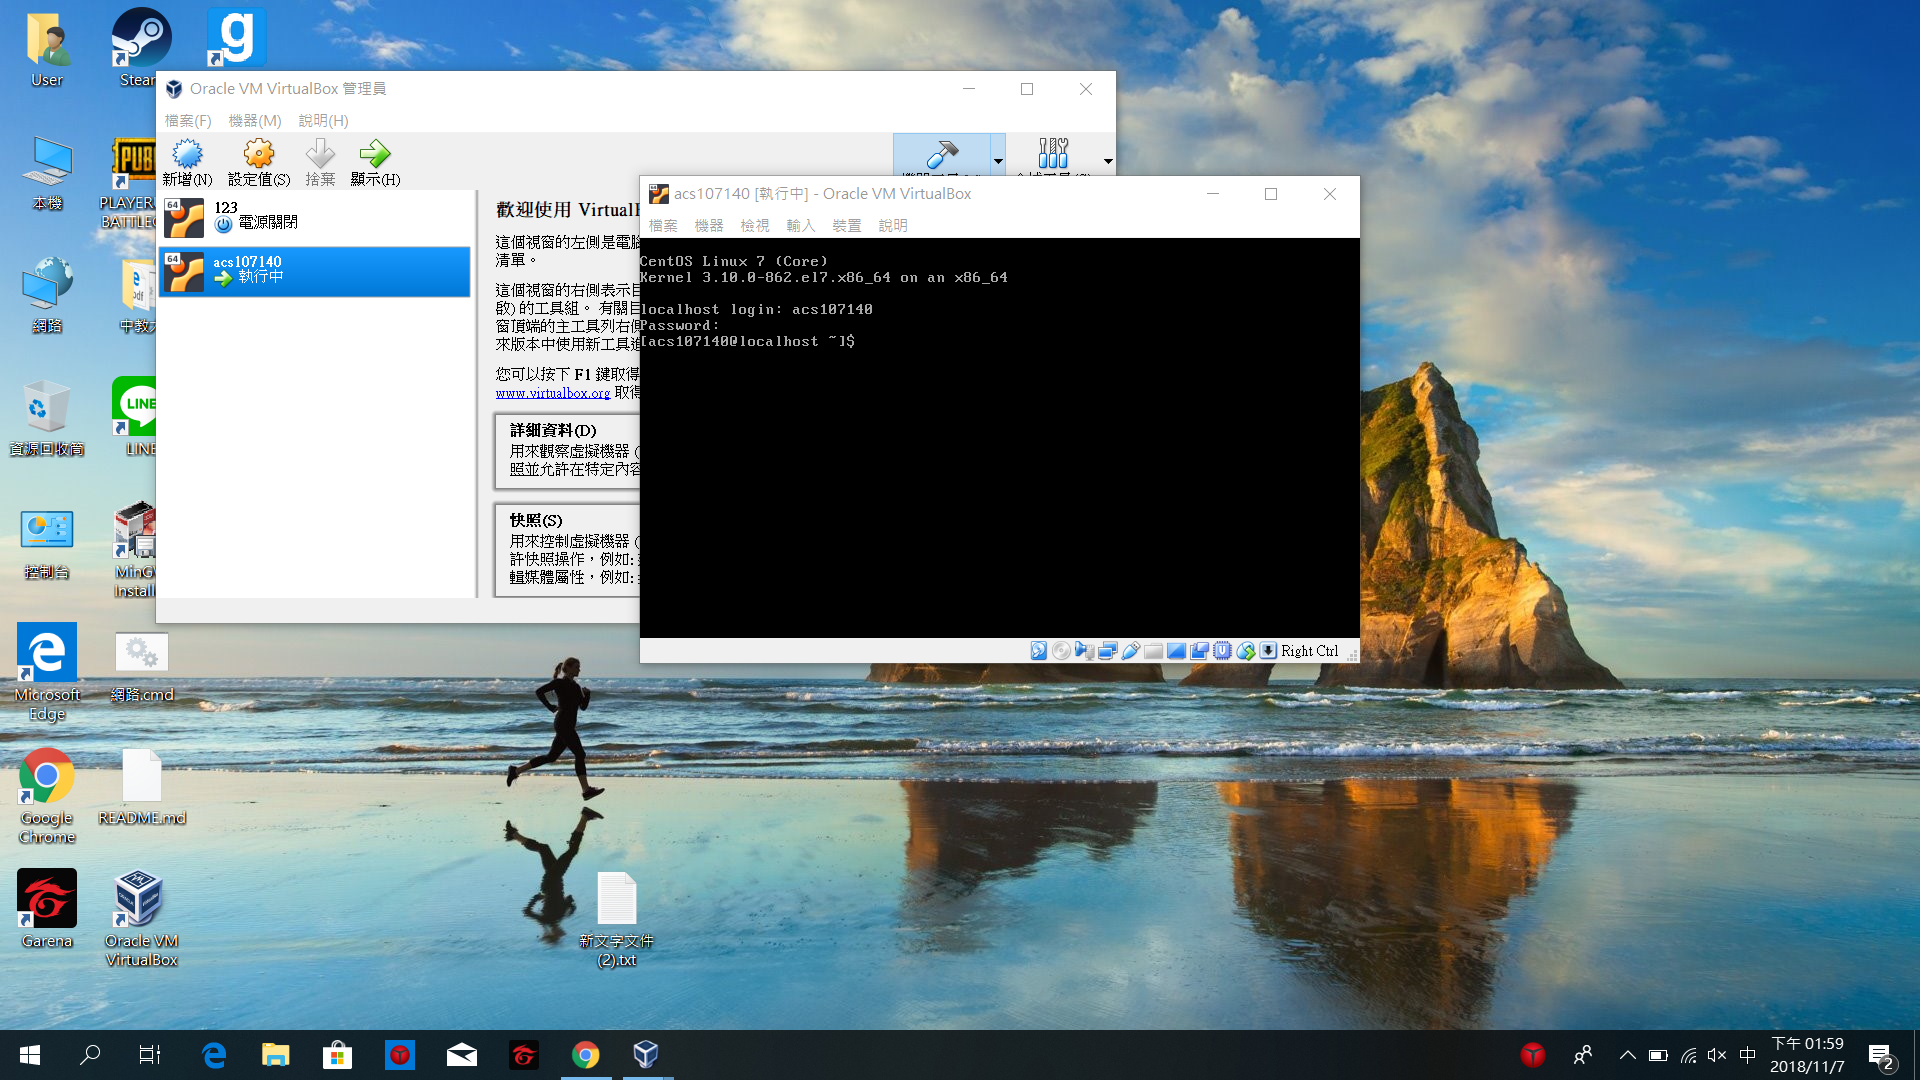 User
Stear
g
本機
PLAYER
BATTLEG
PUB
網路
中教大
資源回收筒
LINE
LINE
控制台
MinG
Install
Microsoft
Edge
網路.cmd
Google
Chrome
README.md
Garena
Oracle VM
VirtualBox
新文字文件
(2).txt
Oracle VM VirtualBox 管理員
檔案(F) 機器(M) 說明(H)
新增(N) 設定值(S) 捨棄 顯示(H)
64 123
電源關閉
64 acs107140
執行中
歡迎使用 Virtual
這個視窗的左側是電腦
清單。
這個視窗的右側表示目
啟) 的工具組。 有關目
窗頂端的主工具列右側
來版本中使用新工具進
您可以按下 F1 鍵取得
www.virtualbox.org 取得
詳細資料(D)
用來觀察虛擬機器 (
照並允許在特定內容
快照(S)
用來控制虛擬機器 (
許快照操作，例如:
輯媒體屬性，例如:
acs107140 [執行中] - Oracle VM VirtualBox
檔案 機器 檢視 輸入 裝置 說明
CentOS Linux 7 (Core)
Kernel 3.10.0-862.el7.x86_64 on an x86_64
localhost login: acs107140
Password:
[acs107140@localhost ~]$
Right Ctrl
中
下午 01:59
2018/11/7
2